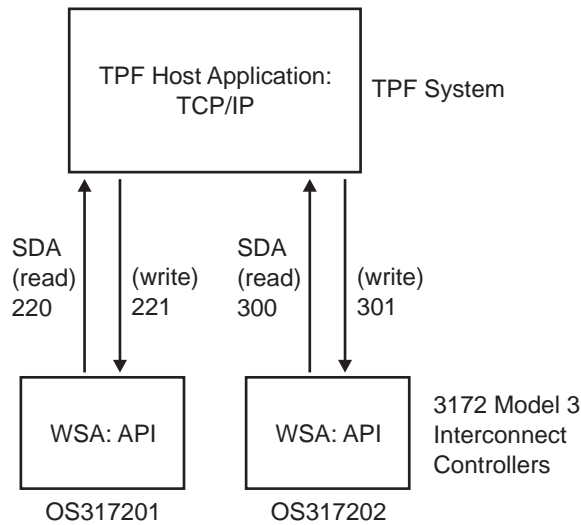 TPF Host Application:
TCP/IP
TPF System
SDA
(read)
220
(write)
221
SDA
(read)
300
(write)
301
WSA: API
WSA: API
3172 Model 3
Interconnect
Controllers
OS317201
OS317202